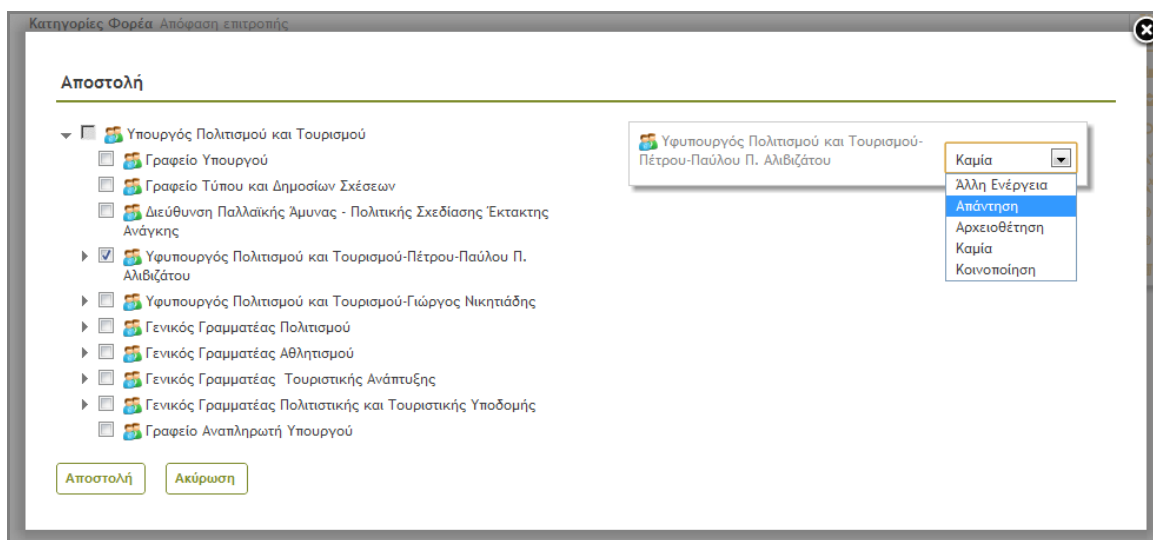 Κατηγορίες Φορέα Απόφαση επιτροπής
Αποστολή
Υπουργός Πολιτισμού και Τουρισμού
Γραφείο Υπουργού
Γραφείο Τύπου και Δημοσίων Σχέσεων
Διεύθυνση Παλλαϊκής Άμυνας - Πολιτικής Σχεδίασης Έκτακτης
Ανάγκης
Υφυπουργός Πολιτισμού και Τουρισμού-Πέτρου-Παύλου Π.
Αλιβιζάτου
Υφυπουργός Πολιτισμού και Τουρισμού-Γιώργος Νικητιάδης
Γενικός Γραμματέας Πολιτισμού
Γενικός Γραμματέας Αθλητισμού
Γενικός Γραμματέας Τουριστικής Ανάπτυξης
Γενικός Γραμματέας Πολιτιστικής και Τουριστικής Υποδομής
Γραφείο Αναπληρωτή Υπουργού
Αποστολή
Ακύρωση
Υφυπουργός Πολιτισμού και Τουρισμού-
Πέτρου-Παύλου Π. Αλιβιζάτου
Καμία
Άλλη Ενέργεια
Απάντηση
Αρχειοθέτηση
Καμία
Κοινοποίηση